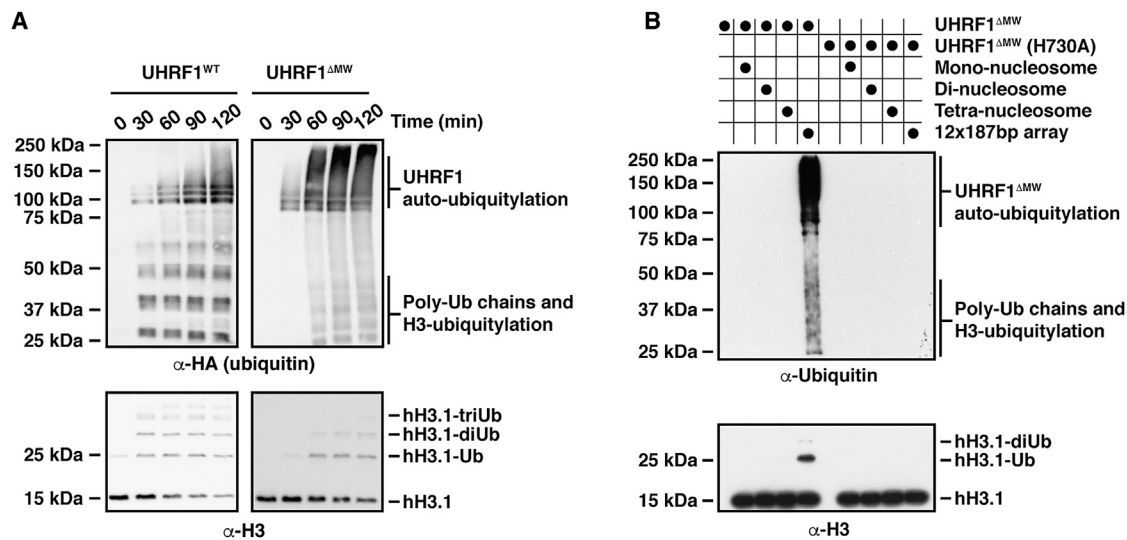 A
UHRF1WT
UHRF1ΔMW
0 30 60 90 120
0 30 60 90 120
Time (min)
250 kDa
150 kDa
100 kDa
75 kDa
50 kDa
37 kDa
25 kDa
UHRF1
auto-ubiquitylation
Poly-Ub chains and
H3-ubiquitylation
α-HA (ubiquitin)
25 kDa
15 kDa
hH3.1-triUb
hH3.1-diUb
hH3.1-Ub
hH3.1
α-H3
B
UHRF1ΔMW
UHRF1ΔMW (H730A)
Mono-nucleosome
Di-nucleosome
Tetra-nucleosome
12x187bp array
250 kDa
150 kDa
100 kDa
75 kDa
50 kDa
37 kDa
25 kDa
UHRF1ΔMW
auto-ubiquitylation
Poly-Ub chains and
H3-ubiquitylation
α-Ubiquitin
25 kDa
15 kDa
hH3.1-diUb
hH3.1-Ub
hH3.1
α-H3